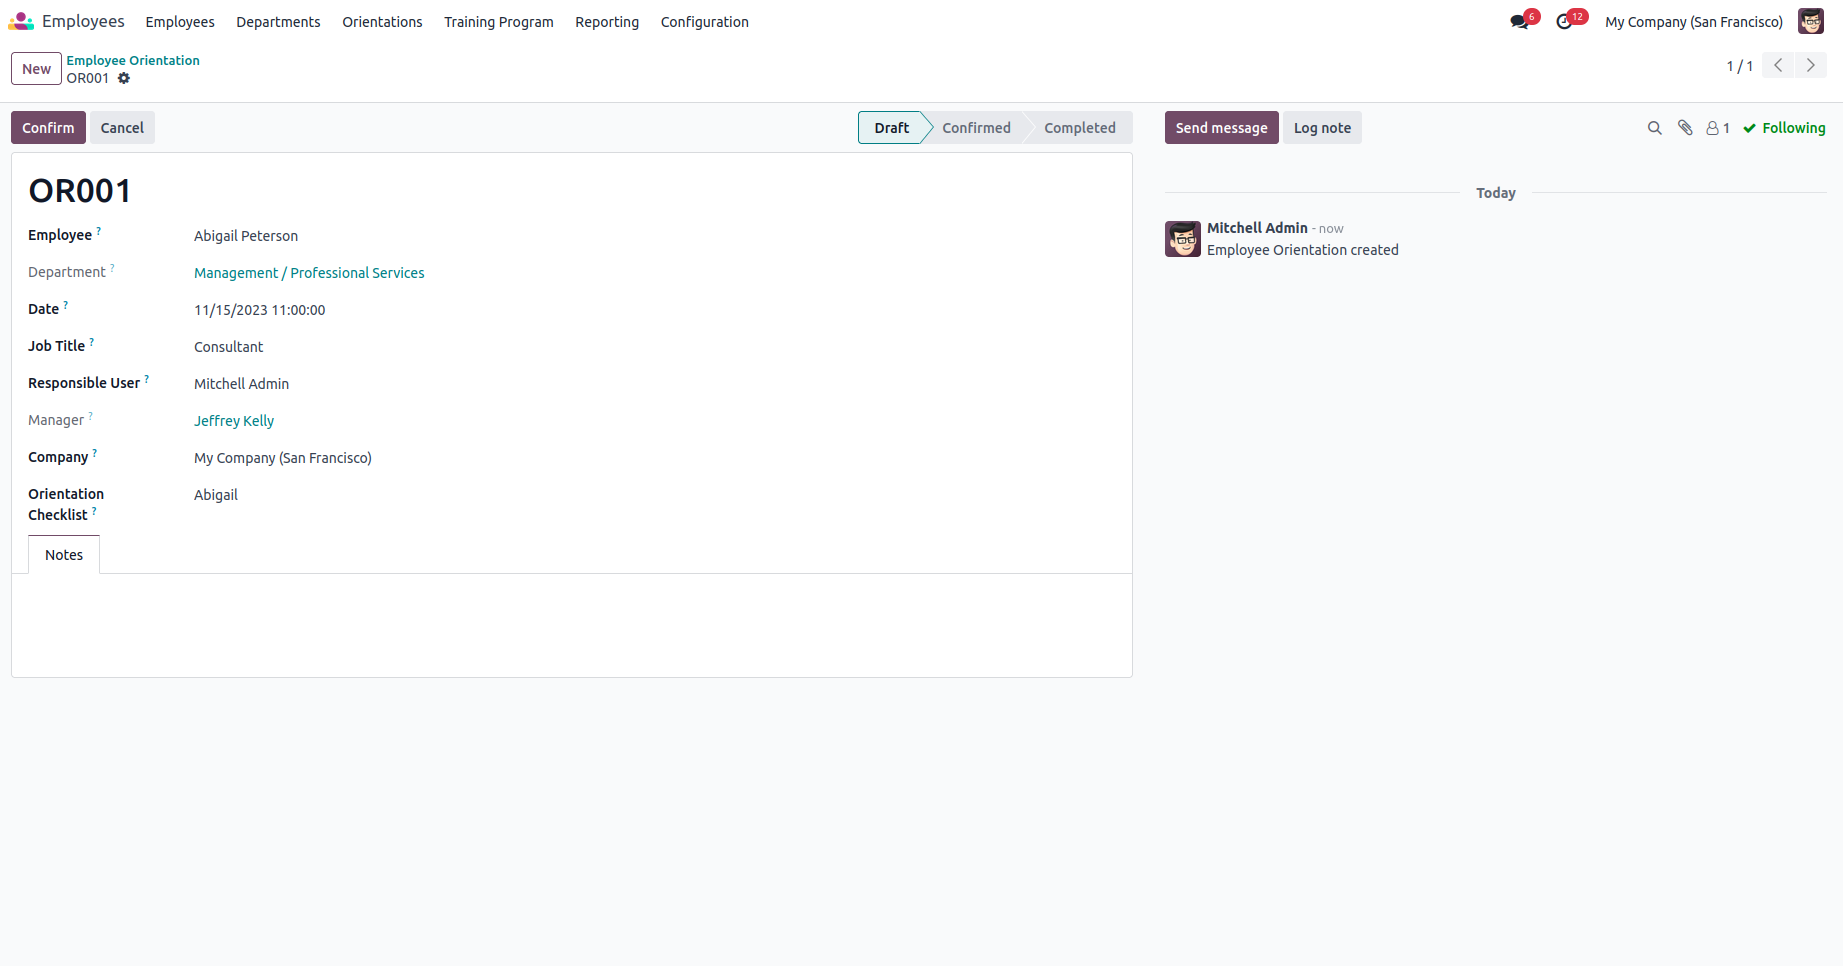 Employees Employees Departments Orientations Training Program Reporting Configuration 6 12 My Company (San Francisco)
New Employee Orientation
OR001 1 / 1
Confirm Cancel Draft Confirmed Completed Send message Log note 1 Following
OR001
Today
Employee ? Abigail Peterson
Mitchell Admin - now
Employee Orientation created
Department ? Management / Professional Services
Date ? 11/15/2023 11:00:00
Job Title ? Consultant
Responsible User ? Mitchell Admin
Manager ? Jeffrey Kelly
Company ? My Company (San Francisco)
Orientation Abigail
Checklist ?
Notes